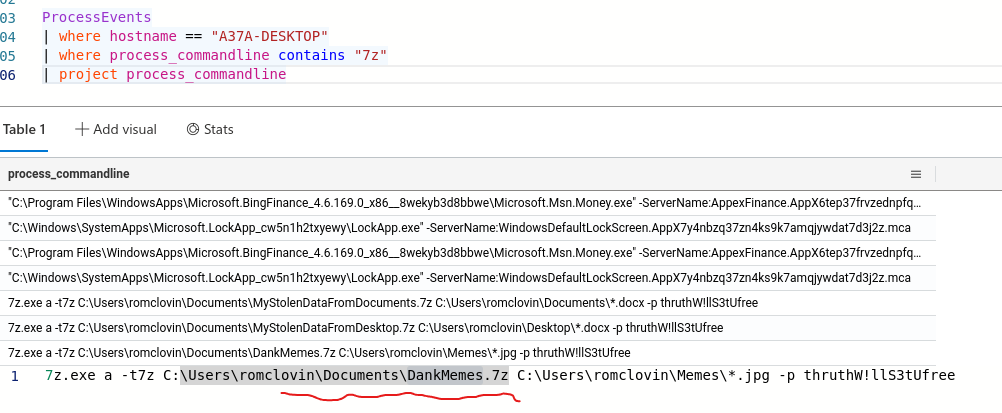 02
03 ProcessEvents
04 | where hostname == "A37A-DESKTOP"
05 | where process_commandline contains "7z"
06 | project process_commandline
Table 1 Add visual Stats
process_commandline
"C:\Program Files\WindowsApps\Microsoft.BingFinance_4.6.169.0_x86__8wekyb3d8bbwe\Microsoft.Msn.Money.exe" -ServerName:AppexFinance.AppX6tep37frvzednpfq...
"C:\Windows\SystemApps\Microsoft.LockApp_cw5n1h2txyewy\LockApp.exe" -ServerName:WindowsDefaultLockScreen.AppX7y4nbzq37zn4ks9k7amqjywdat7d3j2z.mca
"C:\Program Files\WindowsApps\Microsoft.BingFinance_4.6.169.0_x86__8wekyb3d8bbwe\Microsoft.Msn.Money.exe" -ServerName:AppexFinance.AppX6tep37frvzednpfq...
"C:\Windows\SystemApps\Microsoft.LockApp_cw5n1h2txyewy\LockApp.exe" -ServerName:WindowsDefaultLockScreen.AppX7y4nbzq37zn4ks9k7amqjywdat7d3j2z.mca
7z.exe a -t7z C:\Users\romclovin\Documents\MyStolenDataFromDocuments.7z C:\Users\romclovin\Documents\*.docx -p thruthW!llS3tUfree
7z.exe a -t7z C:\Users\romclovin\Documents\MyStolenDataFromDesktop.7z C:\Users\romclovin\Desktop\*.docx -p thruthW!llS3tUfree
7z.exe a -t7z C:\Users\romclovin\Documents\DankMemes.7z C:\Users\romclovin\Memes\*.jpg -p thruthW!llS3tUfree
1 7z.exe a -t7z C:\Users\romclovin\Documents\DankMemes.7z C:\Users\romclovin\Memes\*.jpg -p thruthW!llS3tUfree